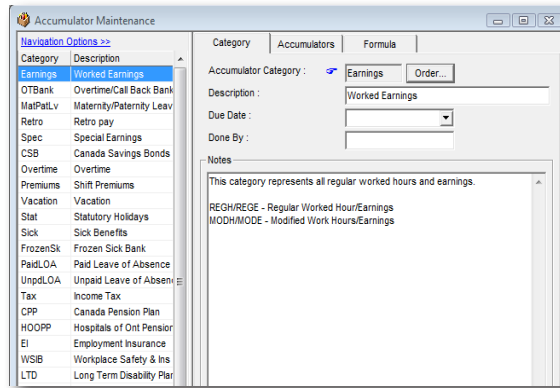 Accumulator Maintenance
Navigation Options >>
Category Description
Earnings Worked Earnings
OTBank Overtime/Call Back Bank
MatPatLv Maternity/Paternity Leav
Retro Retro pay
Spec Special Earnings
CSB Canada Savings Bonds
Overtime Overtime
Premiums Shift Premiums
Vacation Vacation
Stat Statutory Holidays
Sick Sick Benefits
FrozenSk Frozen Sick Bank
PaidLOA Paid Leave of Absence
UnpdLOA Unpaid Leave of Absen
Tax Income Tax
CPP Canada Pension Plan
HOOPP Hospitals of Ont Pension
EI Employment Insurance
WSIB Workplace Safety & Ins
LTD Long Term Disability Plan
Category Accumulators Formula
Accumulator Category : Earnings Order...
Description : Worked Earnings
Due Date :
Done By :
Notes
This category represents all regular worked hours and earnings.
REGH/REGE - Regular Worked Hour/Earnings
MODH/MODE - Modified Work Hours/Earnings